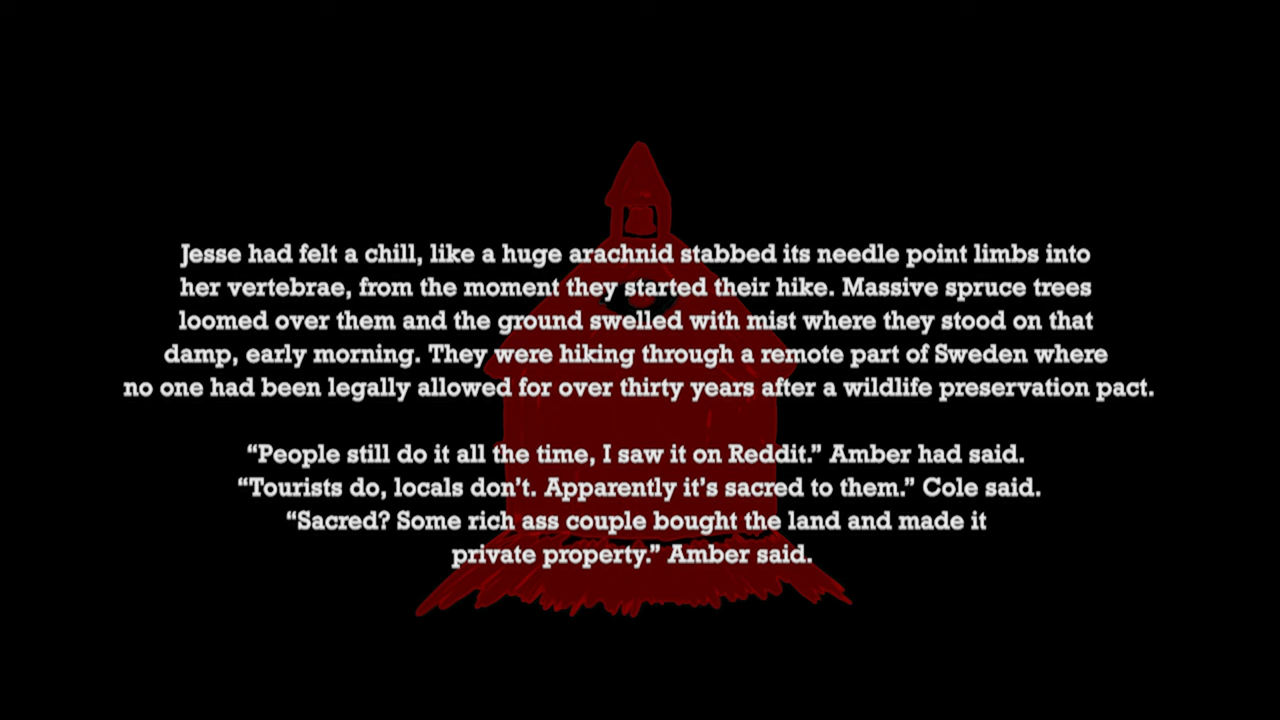 Jesse had felt a chill, like a huge arachnid stabbed its needle point limbs into
her vertebrae, from the moment they started their hike. Massive spruce trees
loomed over them and the ground swelled with mist where they stood on that
damp, early morning. They were hiking through a remote part of Sweden where
no one had been legally allowed for over thirty years after a wildlife preservation pact.
“People still do it all the time, I saw it on Reddit.” Amber had said.
“Tourists do, locals don’t. Apparently it’s sacred to them.” Cole said.
“Sacred? Some rich ass couple bought the land and made it
private property.” Amber said.